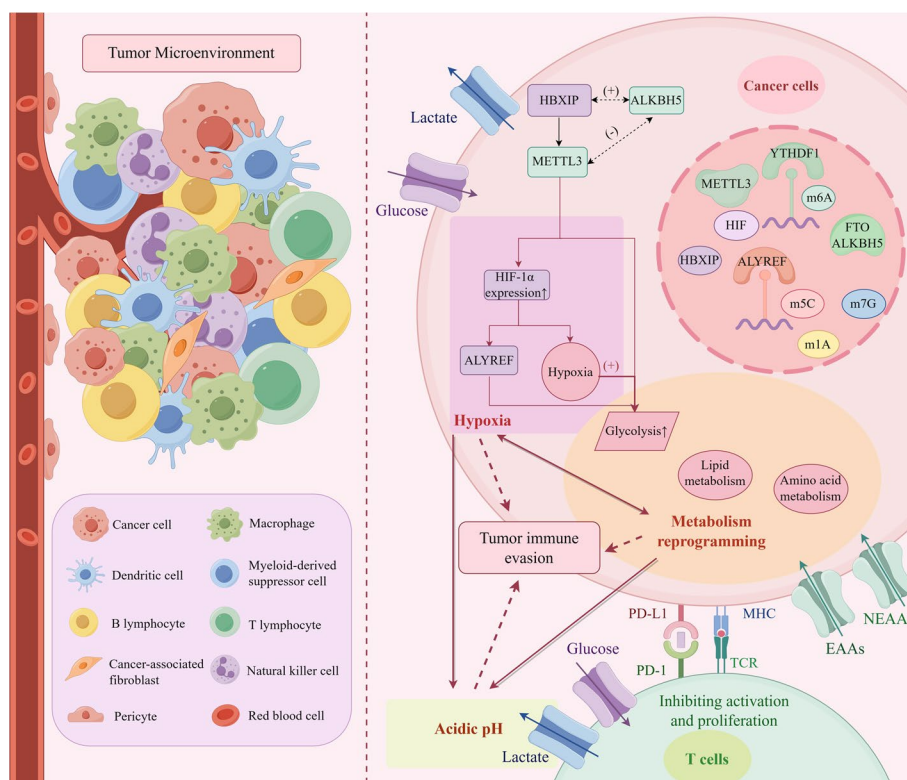 Tumor Microenvironment
Cancer cell
Macrophage
Dendritic cell
Myeloid-derived
suppressor cell
B lymphocyte
T lymphocyte
Cancer-associated
fibroblast
Natural killer cell
Pericyte
Red blood cell
Lactate
Glucose
HBXIP
(+)
ALKBH5
(-)
METTL3
Cancer cells
YTHDF1
METTL3
m6A
HIF
FTO
ALKBH5
HBXIP
ALYREF
m5C
m7G
m1A
HIF-1α
expression↑
ALYREF
Hypoxia
(+)
Hypoxia
Glycolysis↑
Lipid
metabolism
Amino acid
metabolism
Metabolism
reprogramming
Tumor immune
evasion
PD-L1
MHC
EAAs
NEAA
PD-1
TCR
Glucose
Acidic pH
Lactate
Inhibiting activation
and proliferation
T cells